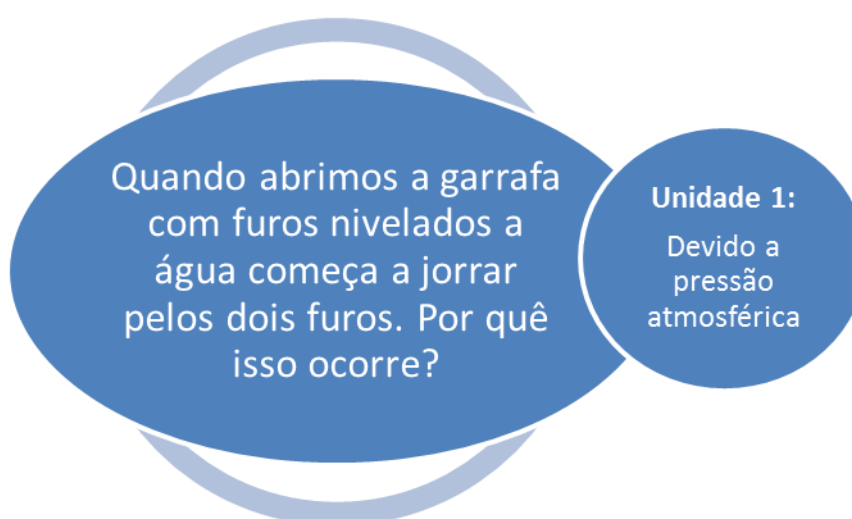 Quando abrimos a garrafa
com furos nivelados a
água começa a jorrar
pelos dois furos. Por quê
isso ocorre?
Unidade 1:
Devido a
pressão
atmosférica